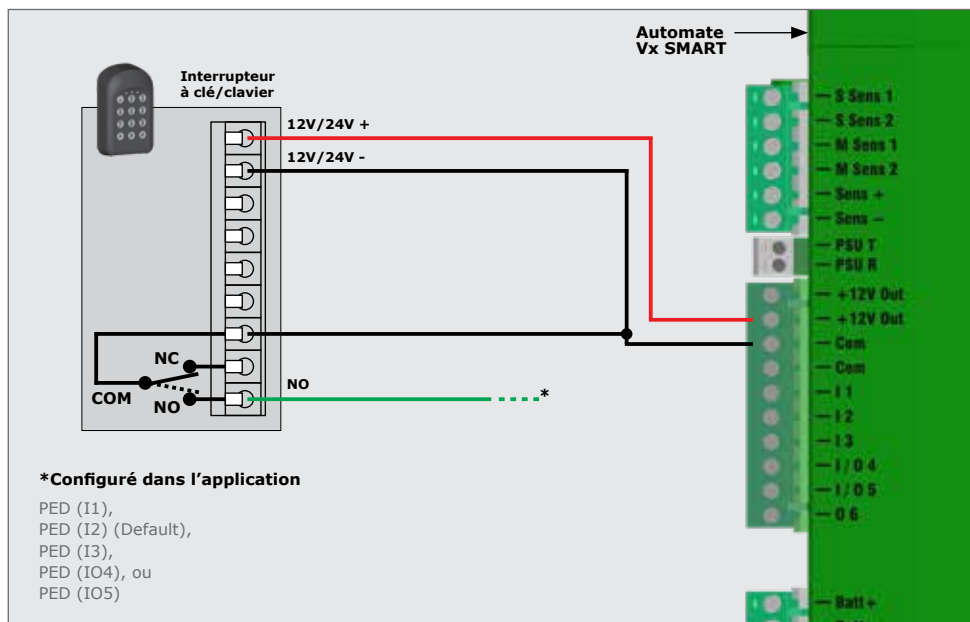 Automate
Vx SMART
Interrupteur
à clé/clavier
12V/24V +
12V/24V -
NC
COM
NO
NO
*
S Sens 1
S Sens 2
M Sens 1
M Sens 2
Sens +
Sens –
PSU T
PSU R
+12V Out
+12V Out
Com
Com
I 1
I 2
I 3
I/O 4
I/O 5
O 6
Batt+
*Configuré dans l’application
PED (I1),
PED (I2) (Default),
PED (I3),
PED (IO4), ou
PED (IO5)